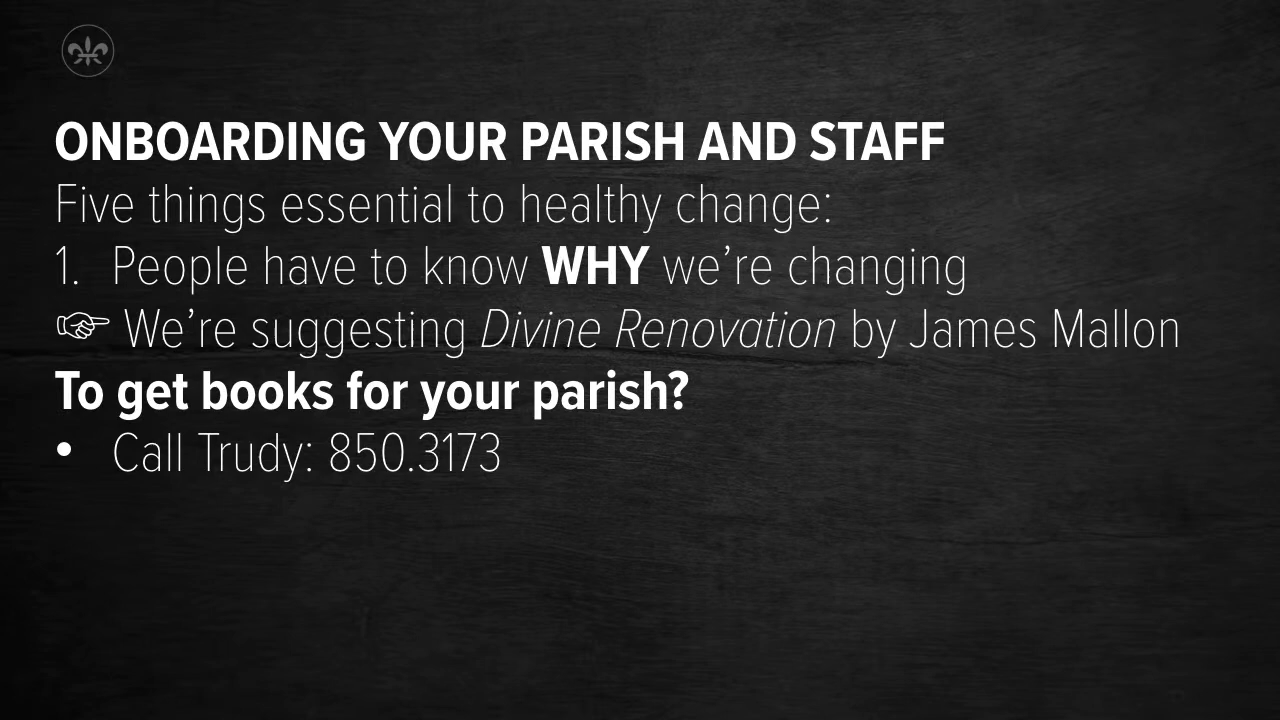 ONBOARDING YOUR PARISH AND STAFF
Five things essential to healthy change:
1. People have to know WHY we’re changing
☞ We’re suggesting Divine Renovation by James Mallon
To get books for your parish?
• Call Trudy: 850.3173